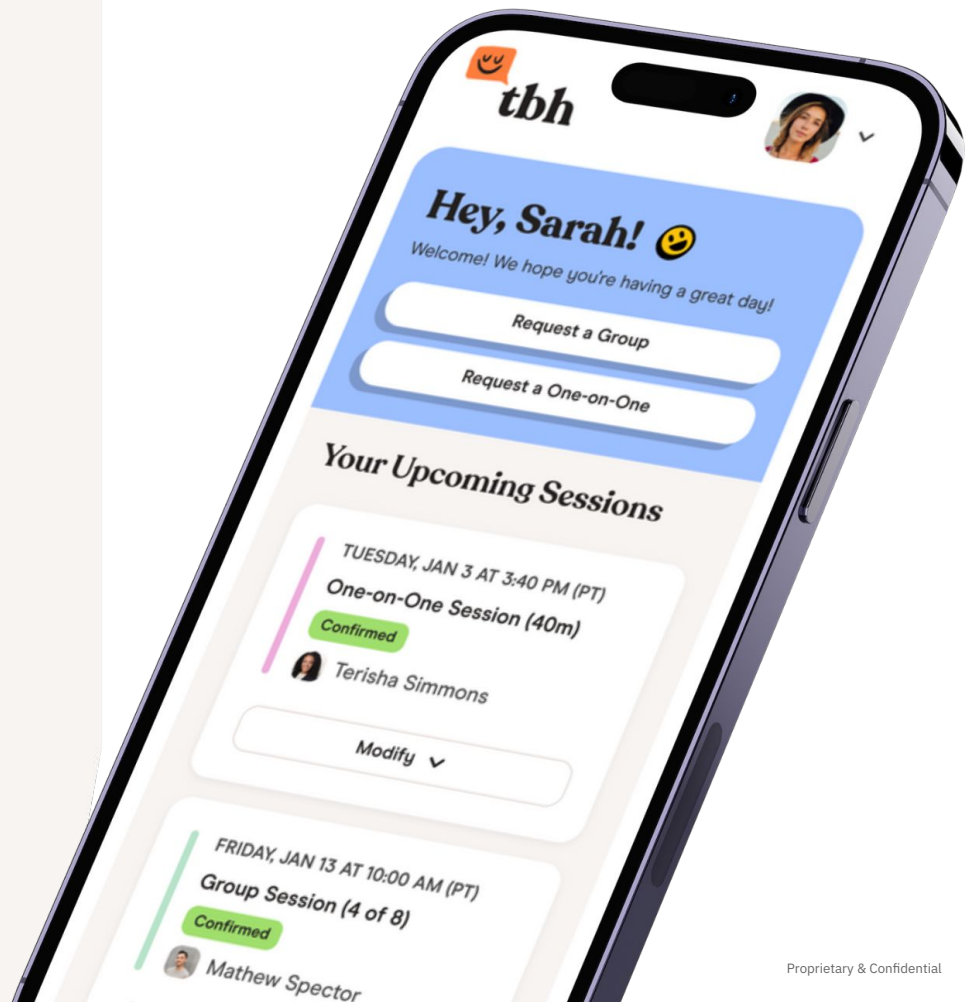 tbh
Hey, Sarah!
Welcome! We hope you're having a great day!
Request a Group
Request a One-on-One
Your Upcoming Sessions
TUESDAY, JAN 3 AT 3:40 PM (PT)
One-on-One Session (40m)
Confirmed
Terisha Simmons
Modify
FRIDAY, JAN 13 AT 10:00 AM (PT)
Group Session (4 of 8)
Confirmed
Mathew Spector
Proprietary & Confidential